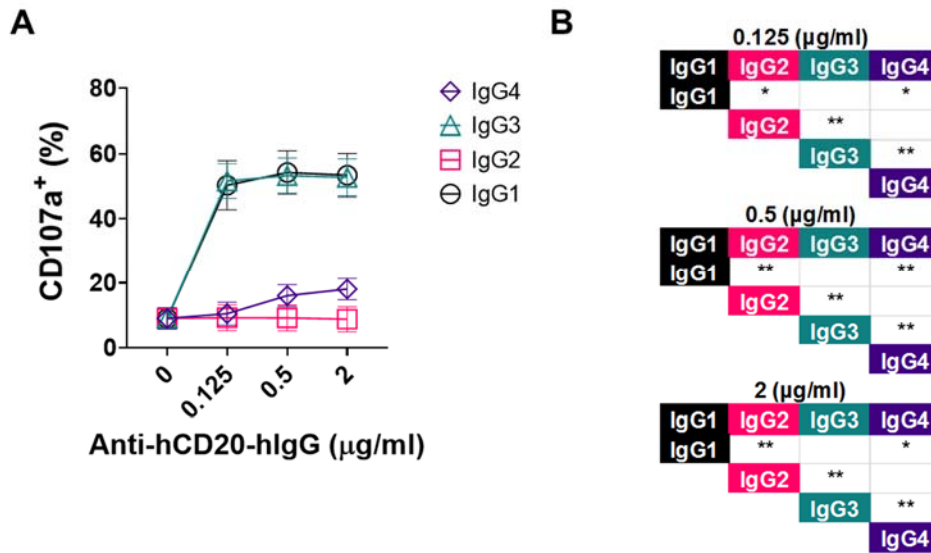 A
CD107a⁺ (%)
80
60
40
20
0
0
0.125
0.5
2
Anti-hCD20-hIgG (μg/ml)
IgG4
IgG3
IgG2
IgG1
B
0.125 (μg/ml)
IgG1 IgG2 IgG3 IgG4
IgG1 * *
IgG2 **
IgG3 **
IgG4
0.5 (μg/ml)
IgG1 IgG2 IgG3 IgG4
IgG1 ** **
IgG2 **
IgG3 **
IgG4
2 (μg/ml)
IgG1 IgG2 IgG3 IgG4
IgG1 ** *
IgG2 **
IgG3 **
IgG4